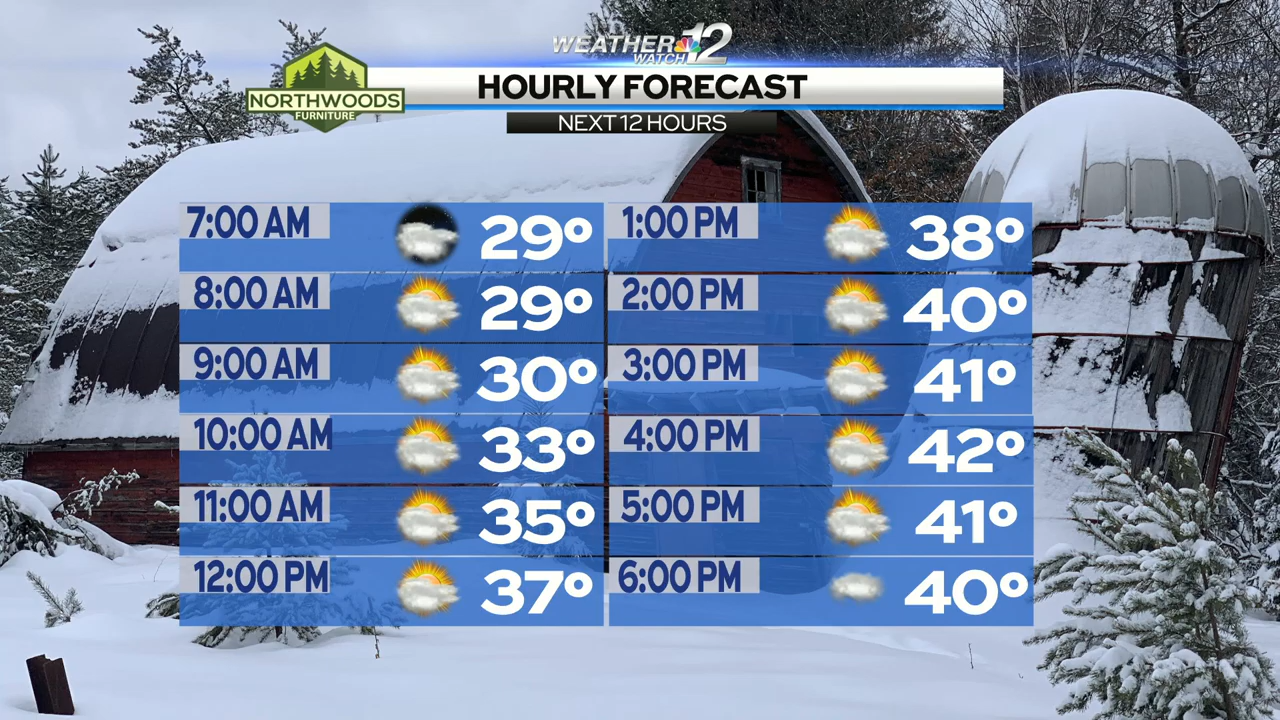 WEATHER 12
WATCH
HOURLY FORECAST
NORTHWOODS
FURNITURE
NEXT 12 HOURS
7:00 AM 29°
8:00 AM 29°
9:00 AM 30°
10:00 AM 33°
11:00 AM 35°
12:00 PM 37°
1:00 PM 38°
2:00 PM 40°
3:00 PM 41°
4:00 PM 42°
5:00 PM 41°
6:00 PM 40°